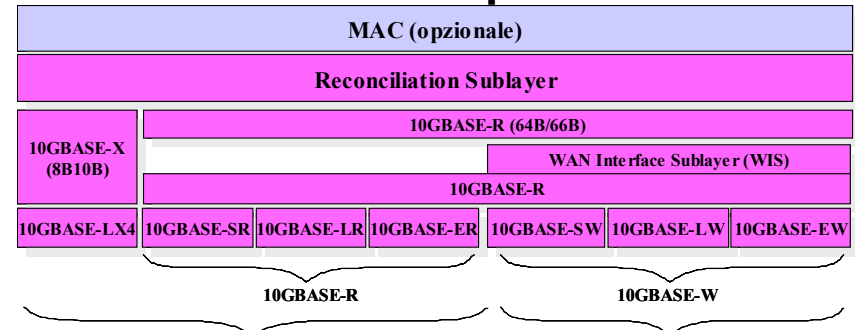 MAC (opzionale)
Reconciliation Sublayer
10GBASE-R (64B/66B)
10GBASE-X
(8B10B)
WAN Interface Sublayer (WIS)
10GBASE-R
10GBASE-LX4 10GBASE-SR 10GBASE-LR 10GBASE-ER 10GBASE-SW 10GBASE-LW 10GBASE-EW
10GBASE-R 10GBASE-W